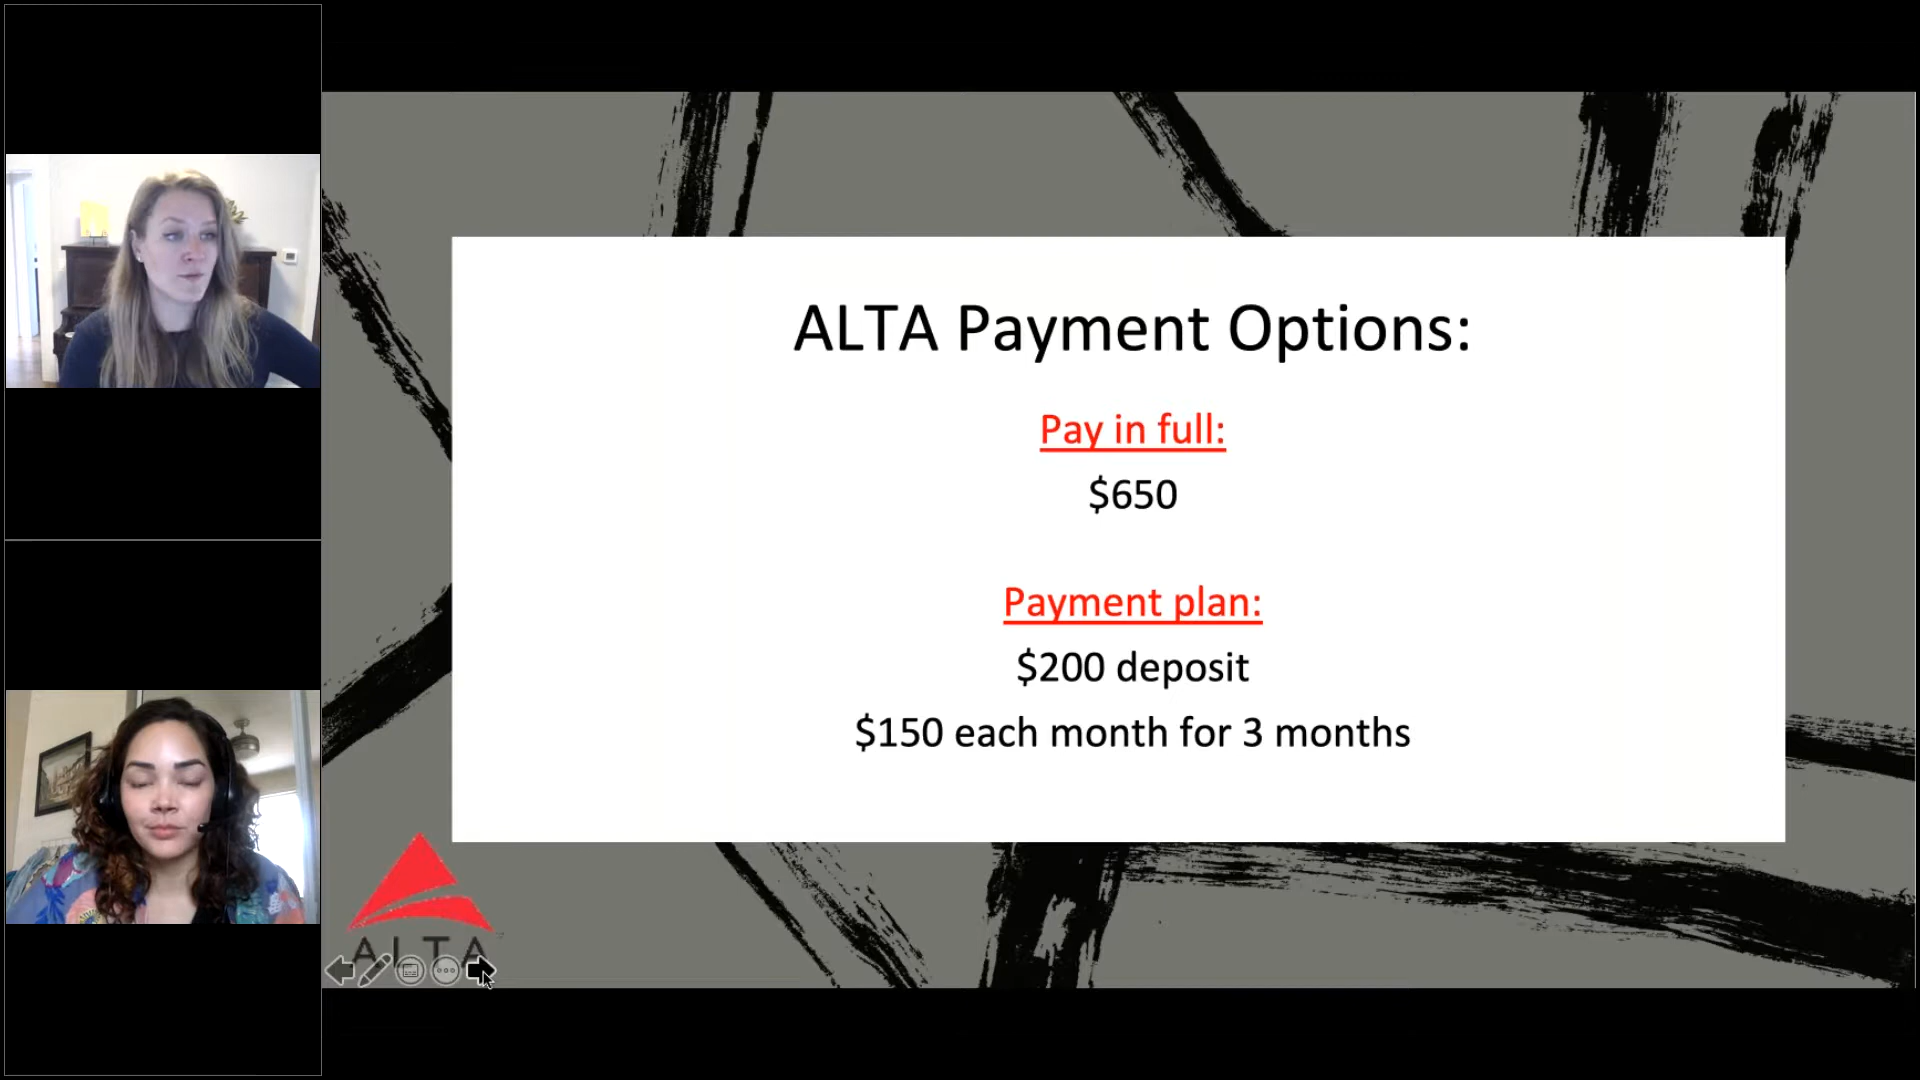 ALTA Payment Options:
Pay in full:
$650
Payment plan:
$200 deposit
$150 each month for 3 months
ALTA